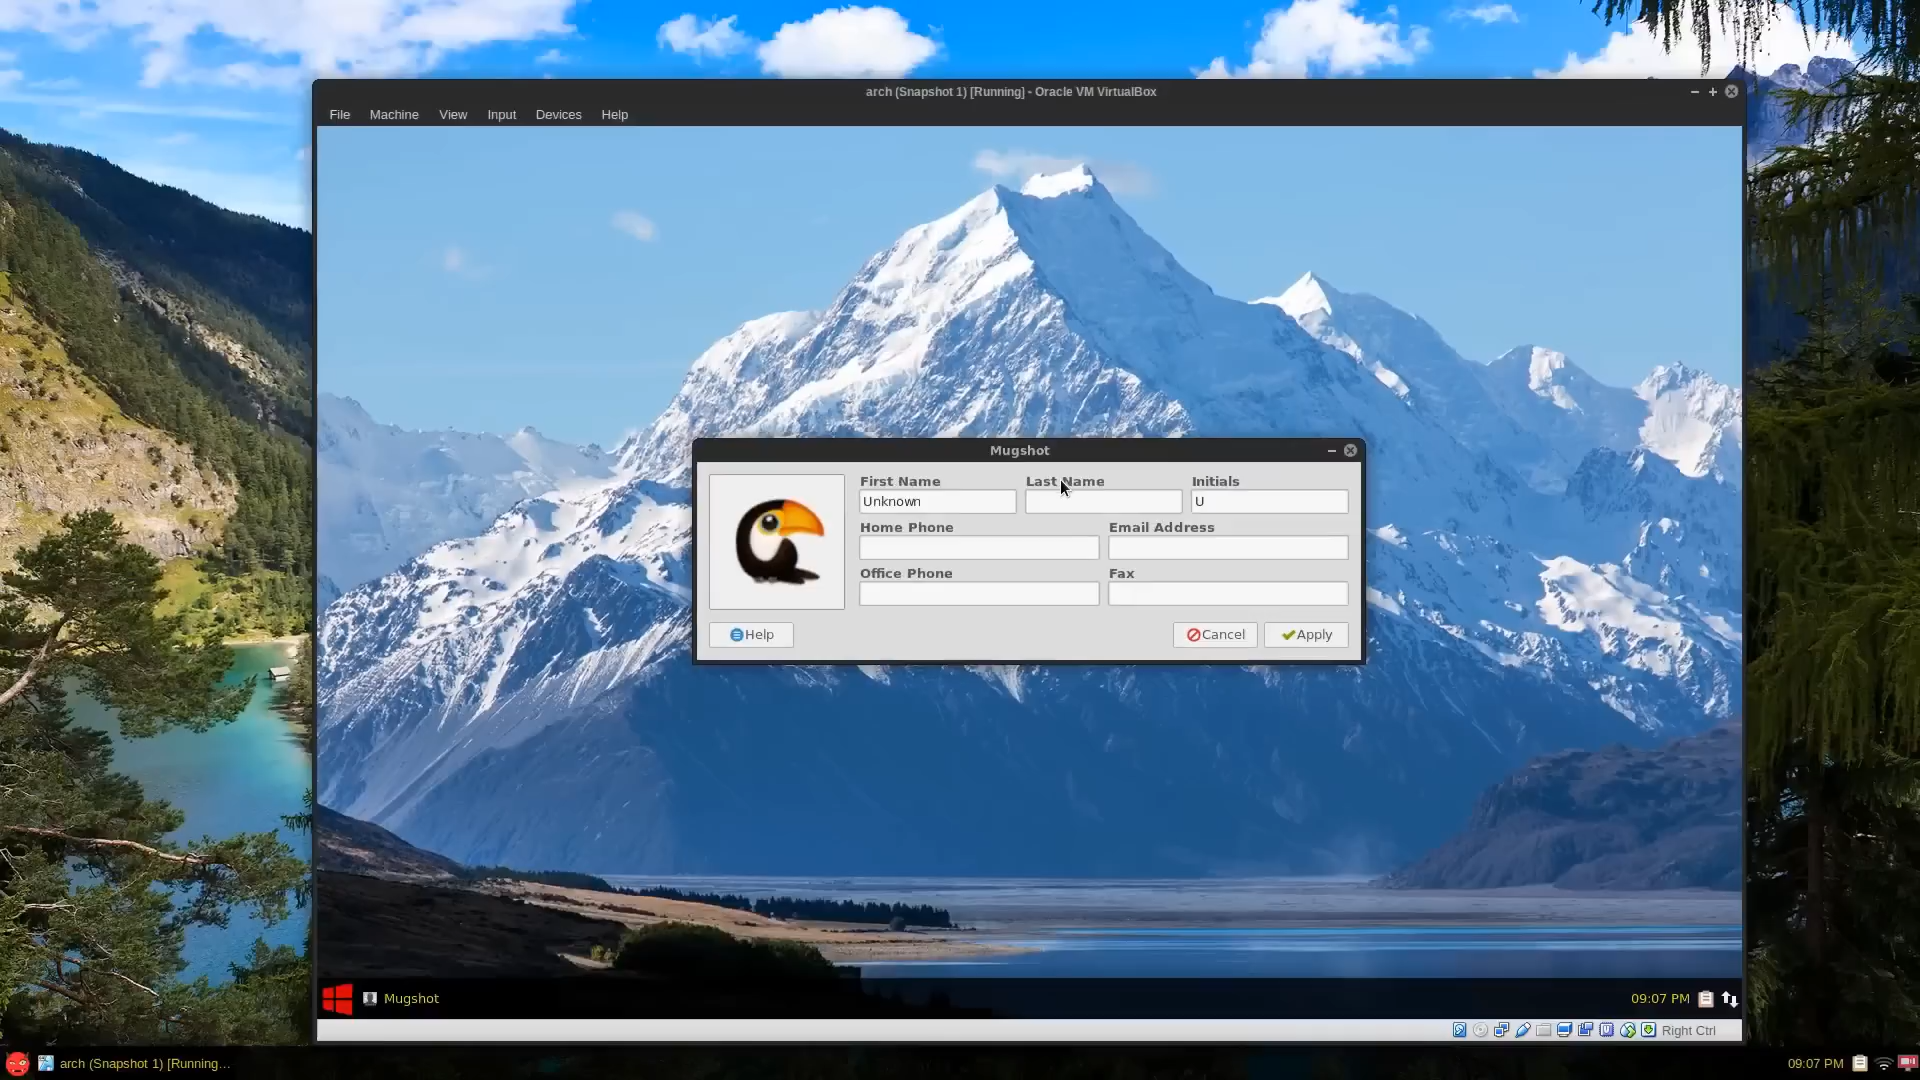 arch (Snapshot 1) [Running] - Oracle VM VirtualBox
File Machine View Input Devices Help
Mugshot
First Name Last Name Initials
Unknown U
Home Phone Email Address
Office Phone Fax
Help Cancel Apply
Mugshot 09:07 PM
Right Ctrl
arch (Snapshot 1) [Running... 09:07 PM